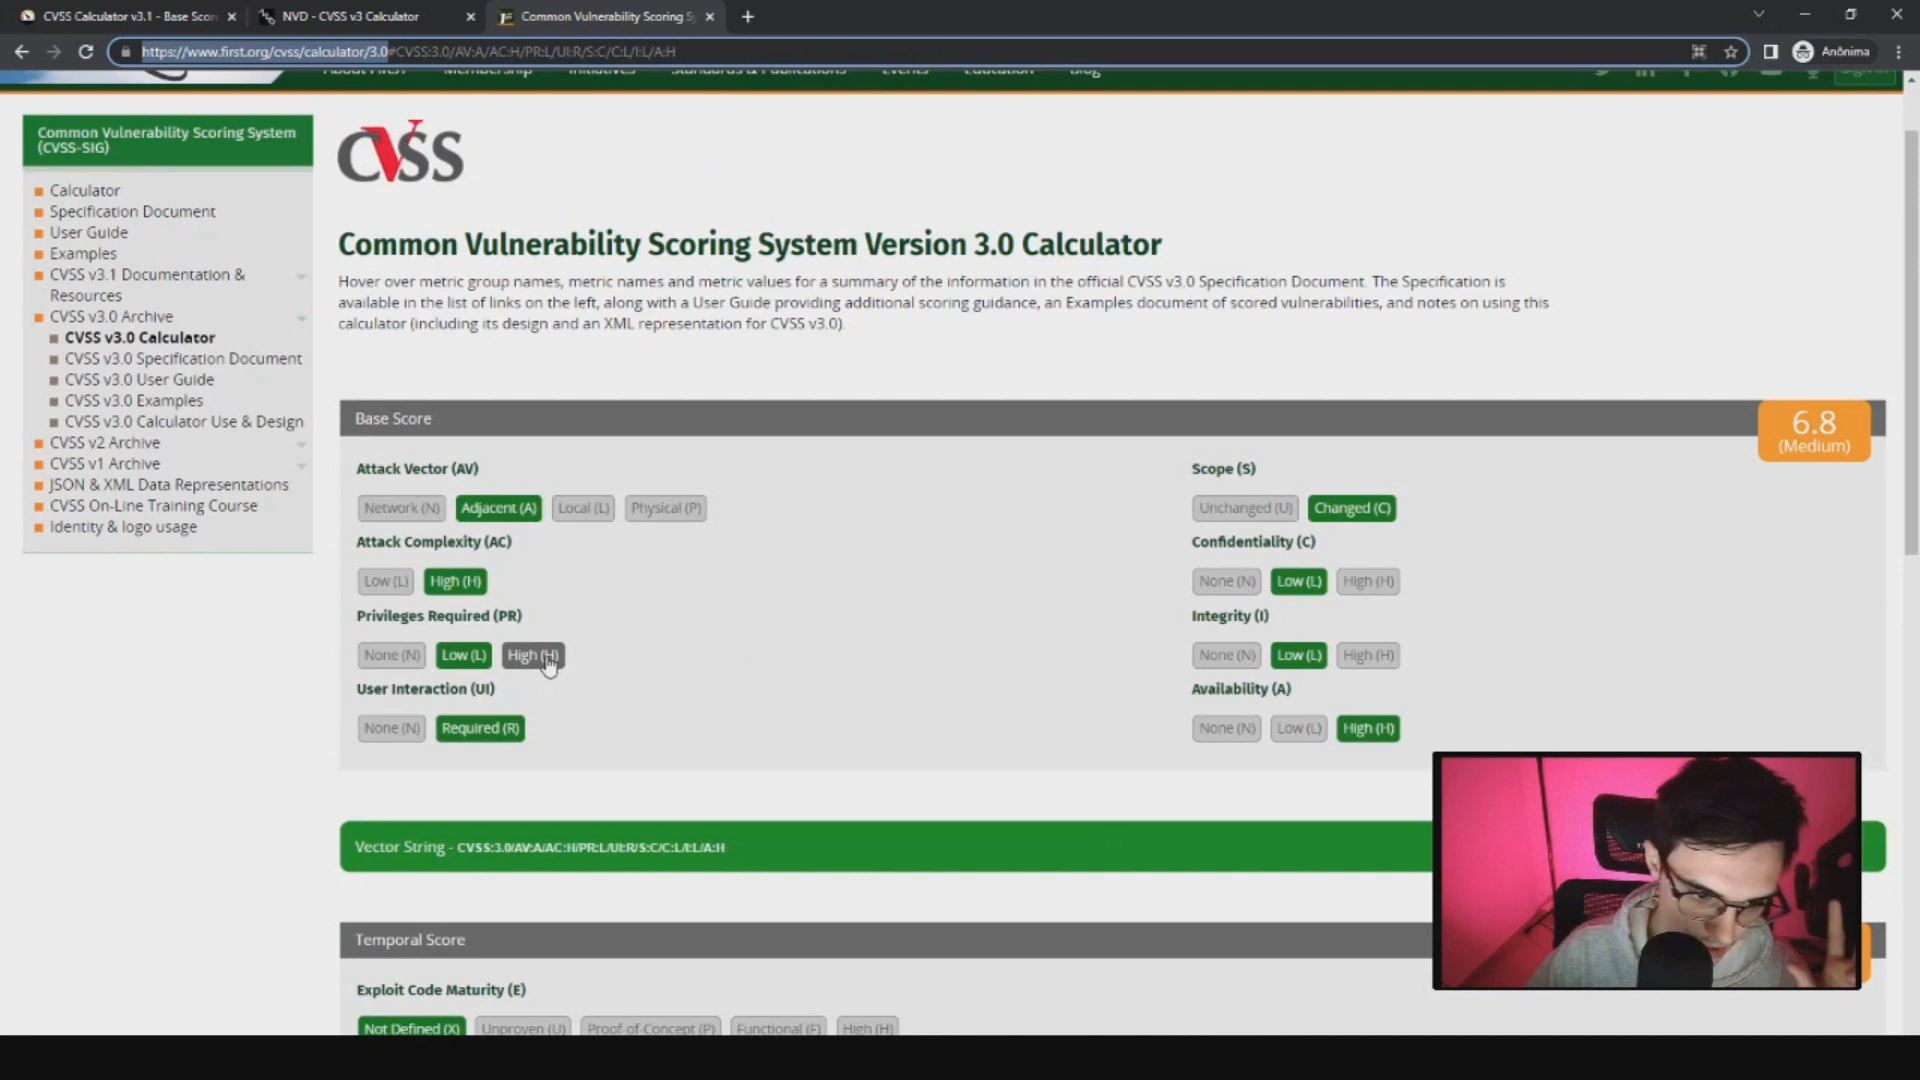 CVSS Calculator v3.1 - Base Scor
NVD - CVSS v3 Calculator
Common Vulnerability Scoring S
https://www.first.org/cvss/calculator/3.0#CVSS:3.0/AV:A/AC:H/PR:L/UI:R/S:C/C:L/I:L/A:H
Anônima
About FIRST Membership Initiatives Standards & Publications Events Education Blog
Common Vulnerability Scoring System
(CVSS-SIG)
Calculator
Specification Document
User Guide
Examples
CVSS v3.1 Documentation &
Resources
CVSS v3.0 Archive
CVSS v3.0 Calculator
CVSS v3.0 Specification Document
CVSS v3.0 User Guide
CVSS v3.0 Examples
CVSS v3.0 Calculator Use & Design
CVSS v2 Archive
CVSS v1 Archive
JSON & XML Data Representations
CVSS On-Line Training Course
Identity & logo usage
CVSS
Common Vulnerability Scoring System Version 3.0 Calculator
Hover over metric group names, metric names and metric values for a summary of the information in the official CVSS v3.0 Specification Document. The Specification is
available in the list of links on the left, along with a User Guide providing additional scoring guidance, an Examples document of scored vulnerabilities, and notes on using this
calculator (including its design and an XML representation for CVSS v3.0).
Base Score
6.8
(Medium)
Attack Vector (AV)
Network (N) Adjacent (A) Local (L) Physical (P)
Attack Complexity (AC)
Low (L) High (H)
Privileges Required (PR)
None (N) Low (L) High (H)
User Interaction (UI)
None (N) Required (R)
Scope (S)
Unchanged (U) Changed (C)
Confidentiality (C)
None (N) Low (L) High (H)
Integrity (I)
None (N) Low (L) High (H)
Availability (A)
None (N) Low (L) High (H)
Vector String - CVSS:3.0/AV:A/AC:H/PR:L/UI:R/S:C/C:L/I:L/A:H
Temporal Score
Exploit Code Maturity (E)
Not Defined (X) Unproven (U) Proof-of-Concept (P) Functional (F) High (H)